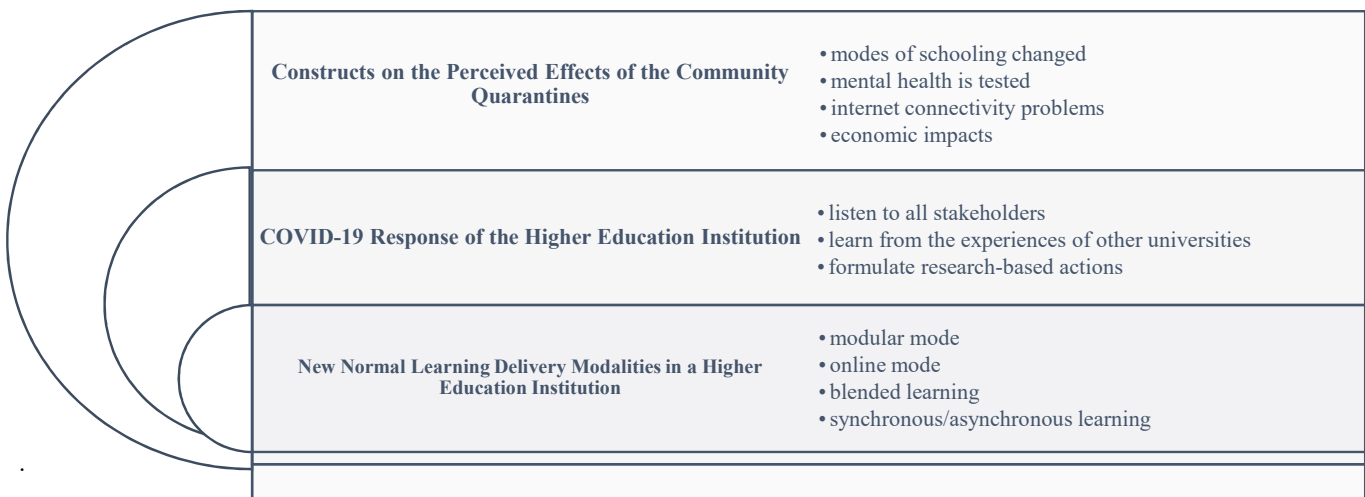 Constructs on the Perceived Effects of the Community
Quarantines
• modes of schooling changed
• mental health is tested
• internet connectivity problems
• economic impacts
COVID-19 Response of the Higher Education Institution
• listen to all stakeholders
• learn from the experiences of other universities
• formulate research-based actions
New Normal Learning Delivery Modalities in a Higher
Education Institution
• modular mode
• online mode
• blended learning
• synchronous/asynchronous learning
.